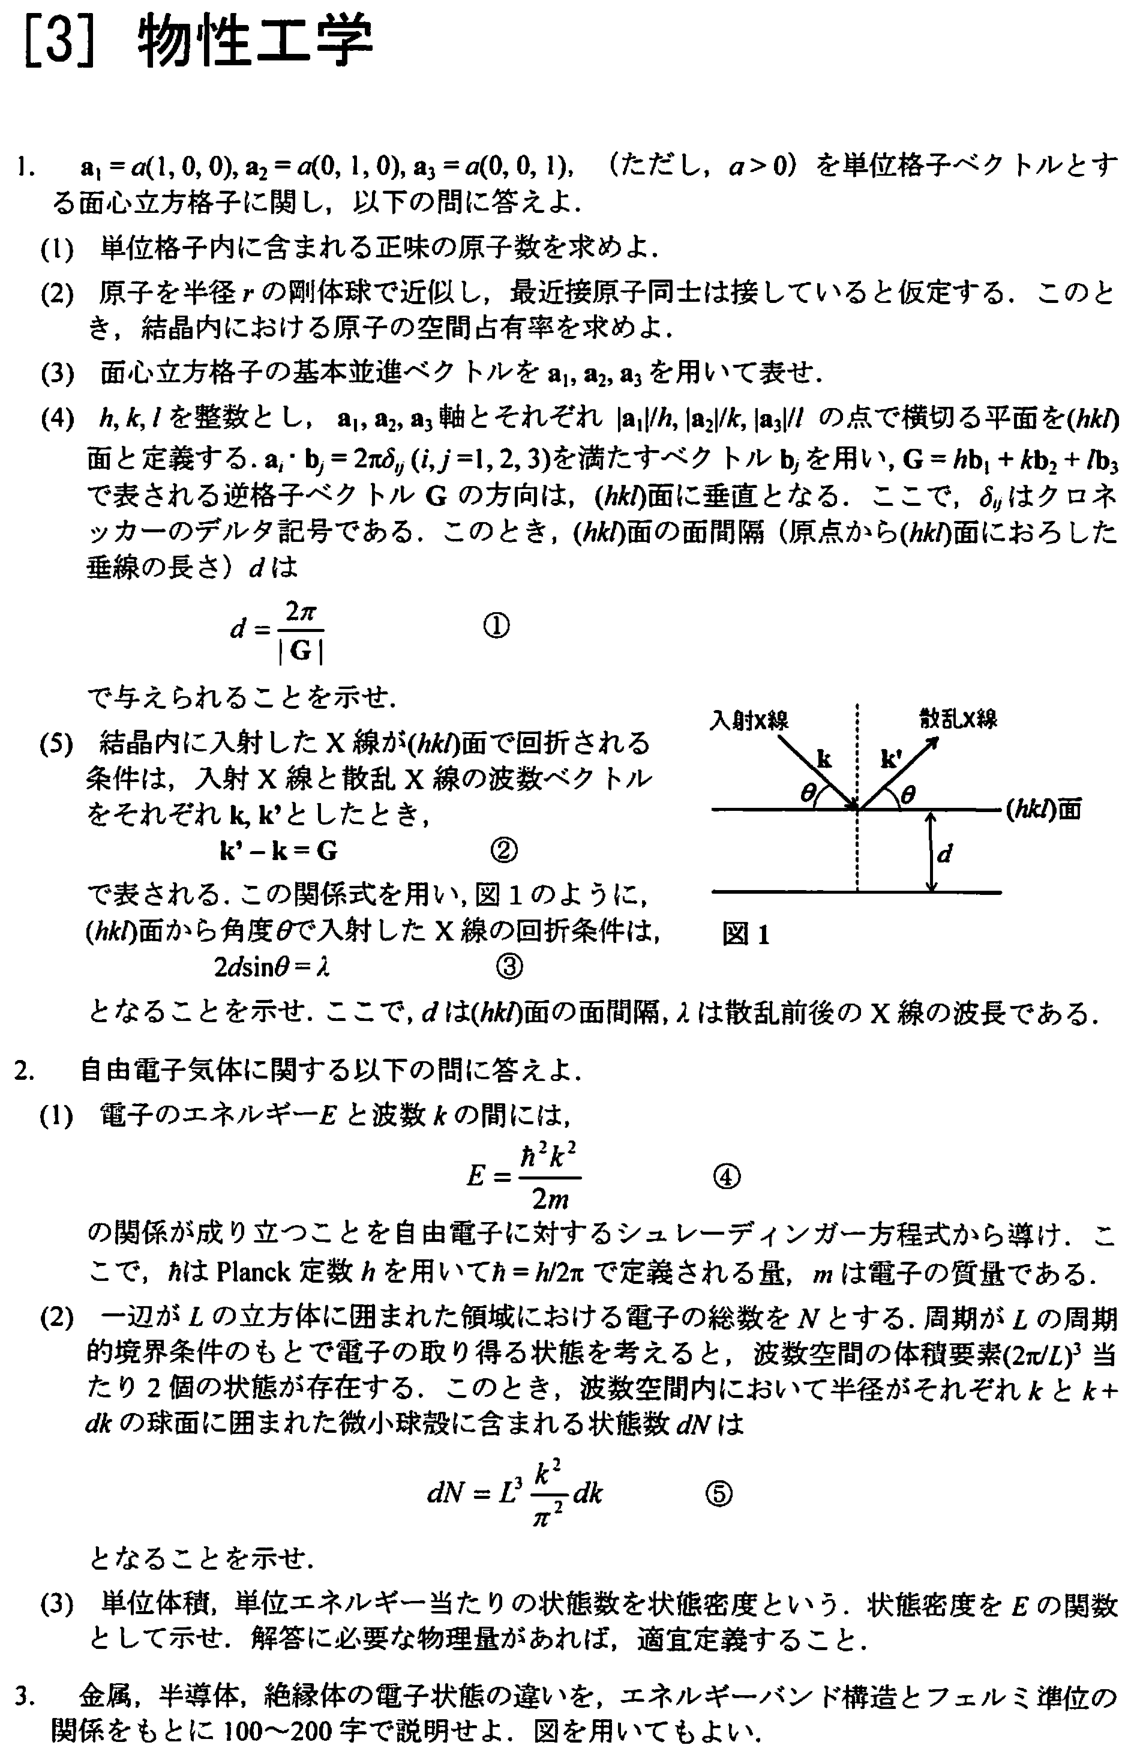 [3] 物性工学
1. a₁ = a(1, 0, 0), a₂ = a(0, 1, 0), a₃ = a(0, 0, 1), （ただし，a > 0）を単位格子ベクトルとす
る面心立方格子に関し，以下の問に答えよ．
(1) 単位格子内に含まれる正味の原子数を求めよ．
(2) 原子を半径 r の剛体球で近似し，最近接原子同士は接していると仮定する．このと
き，結晶内における原子の空間占有率を求めよ．
(3) 面心立方格子の基本並進ベクトルを a₁, a₂, a₃ を用いて表せ．
(4) h, k, l を整数とし， a₁, a₂, a₃ 軸とそれぞれ |a₁|/h, |a₂|/k, |a₃|/l の点で横切る平面を(hkl)
面と定義する. aᵢ・bⱼ = 2πδᵢⱼ (i, j =1, 2, 3)を満たすベクトル bⱼ を用い, G = hb₁ + kb₂ + lb₃
で表される逆格子ベクトル G の方向は，(hkl)面に垂直となる．ここで，δᵢⱼはクロネ
ッカーのデルタ記号である．このとき，(hkl)面の面間隔（原点から(hkl)面におろした
垂線の長さ）d は
d = 2π / |G| ①
で与えられることを示せ．
(5) 結晶内に入射した X 線が(hkl)面で回折される
条件は，入射 X 線と散乱 X 線の波数ベクトル
をそれぞれ k, k’としたとき，
k’ – k = G ②
で表される. この関係式を用い, 図 1 のように，
(hkl)面から角度θで入射した X 線の回折条件は，
2dsinθ = λ ③
となることを示せ. ここで, d は(hkl)面の面間隔, λ は散乱前後の X 線の波長である．
入射X線
散乱X線
k
k'
θ
θ
(hkl)面
d
図 1
2. 自由電子気体に関する以下の問に答えよ．
(1) 電子のエネルギーE と波数 k の間には，
E = ħ²k² / 2m ④
の関係が成り立つことを自由電子に対するシュレーディンガー方程式から導け．こ
こで，ħは Planck 定数 h を用いてħ = h/2π で定義される量，m は電子の質量である．
(2) 一辺が L の立方体に囲まれた領域における電子の総数を N とする. 周期が L の周期
的境界条件のもとで電子の取り得る状態を考えると，波数空間の体積要素(2π/L)³ 当
たり 2 個の状態が存在する．このとき，波数空間内において半径がそれぞれ k と k+
dk の球面に囲まれた微小球殻に含まれる状態数 dN は
dN = L³ k²/π² dk ⑤
となることを示せ．
(3) 単位体積，単位エネルギー当たりの状態数を状態密度という．状態密度を E の関数
として示せ．解答に必要な物理量があれば，適宜定義すること．
3. 金属，半導体，絶縁体の電子状態の違いを，エネルギーバンド構造とフェルミ準位の
関係をもとに 100～200 字で説明せよ．図を用いてもよい．